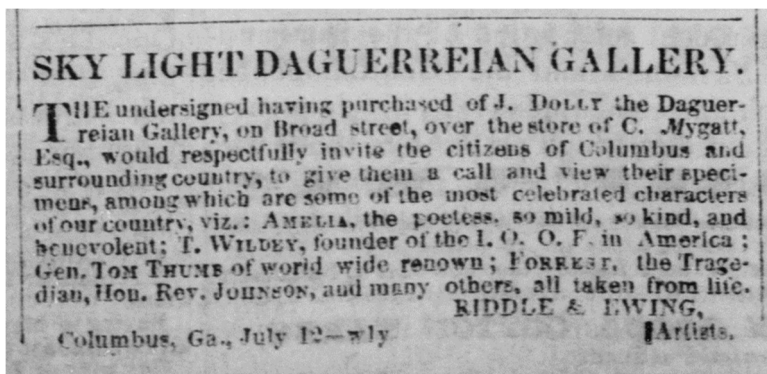 SKY LIGHT DAGUERREIAN GALLERY.
THE undersigned having purchased of J. DOLLY the Daguer-
reian Gallery, on Broad street, over the store of C. Mygatt,
Esq., would respectfully invite the citizens of Columbus and
surrounding country, to give them a call and view their speci-
mens, among which are some of the most celebrated characters
of our country, viz.: AMELIA, the poetess, so mild, so kind, and
benevolent; T. WILDEY, founder of the I. O. O. F. in America;
Gen. TOM THUMB of world wide renown; FORREST, the Trage-
dian, Hon. Rev. JOHNSON, and many others, all taken from life.
RIDDLE & EWING,
Columbus, Ga., July 12—wly Artists.